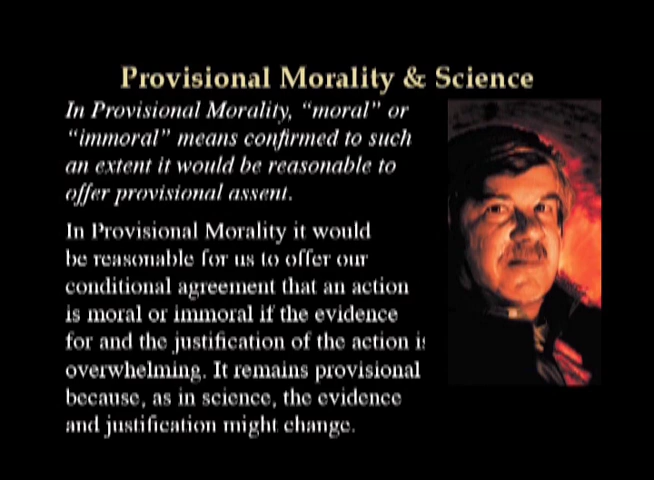 Provisional Morality & Science
In Provisional Morality, “moral” or
“immoral” means confirmed to such
an extent it would be reasonable to
offer provisional assent.
In Provisional Morality it would
be reasonable for us to offer our
conditional agreement that an action
is moral or immoral if the evidence
for and the justification of the action is
overwhelming. It remains provisional
because, as in science, the evidence
and justification might change.